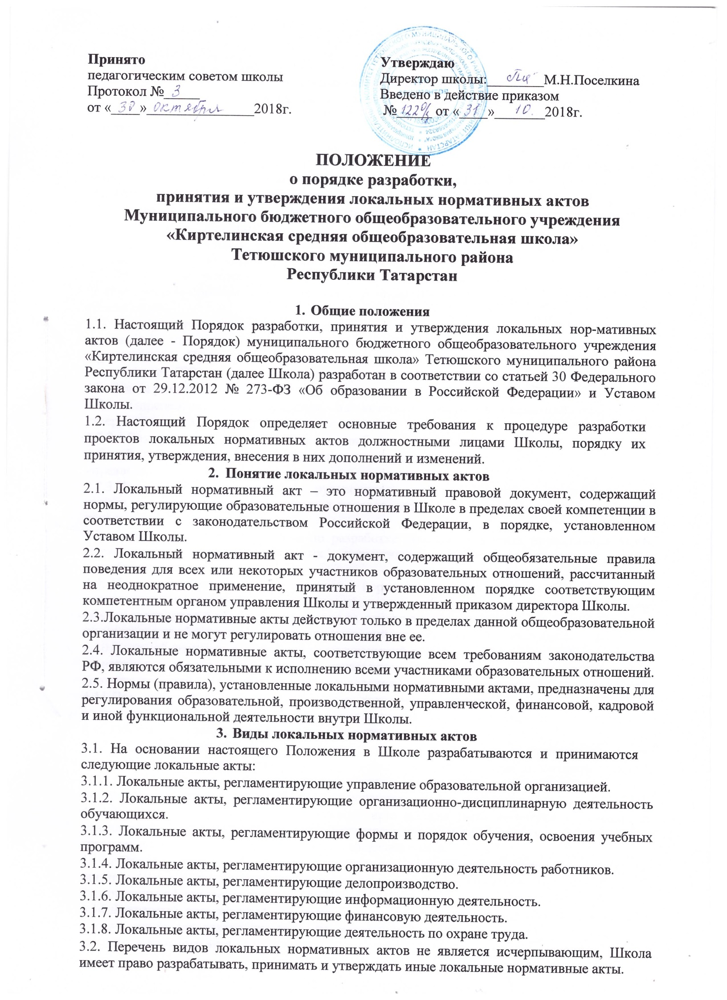 Принято
педагогическим советом школы
Протокол № 3
от «30» октября 2018г.
Утверждаю
Директор школы: М.Н.Поселкина
Введено в действие приказом
№ 122 от «31» 10. 2018г.
ПОЛОЖЕНИЕ
о порядке разработки,
принятия и утверждения локальных нормативных актов
Муниципального бюджетного общеобразовательного учреждения
«Киртелинская средняя общеобразовательная школа»
Тетюшского муниципального района
Республики Татарстан
1. Общие положения
1.1. Настоящий Порядок разработки, принятия и утверждения локальных нор-мативных
актов (далее - Порядок) муниципального бюджетного общеобразовательного учреждения
«Киртелинская средняя общеобразовательная школа» Тетюшского муниципального района
Республики Татарстан (далее Школа) разработан в соответствии со статьей 30 Федерального
закона от 29.12.2012 № 273-ФЗ «Об образовании в Российской Федерации» и Уставом
Школы.
1.2. Настоящий Порядок определяет основные требования к процедуре разработки
проектов локальных нормативных актов должностными лицами Школы, порядку их
принятия, утверждения, внесения в них дополнений и изменений.
2. Понятие локальных нормативных актов
2.1. Локальный нормативный акт – это нормативный правовой документ, содержащий
нормы, регулирующие образовательные отношения в Школе в пределах своей компетенции в
соответствии с законодательством Российской Федерации, в порядке, установленном
Уставом Школы.
2.2. Локальный нормативный акт - документ, содержащий общеобязательные правила
поведения для всех или некоторых участников образовательных отношений, рассчитанный
на неоднократное применение, принятый в установленном порядке соответствующим
компетентным органом управления Школы и утвержденный приказом директора Школы.
2.3.Локальные нормативные акты действуют только в пределах данной общеобразовательной
организации и не могут регулировать отношения вне ее.
2.4. Локальные нормативные акты, соответствующие всем требованиям законодательства
РФ, являются обязательными к исполнению всеми участниками образовательных отношений.
2.5. Нормы (правила), установленные локальными нормативными актами, предназначены для
регулирования образовательной, производственной, управленческой, финансовой, кадровой
и иной функциональной деятельности внутри Школы.
3. Виды локальных нормативных актов
3.1. На основании настоящего Положения в Школе разрабатываются и принимаются
следующие локальные акты:
3.1.1. Локальные акты, регламентирующие управление образовательной организацией.
3.1.2. Локальные акты, регламентирующие организационно-дисциплинарную деятельность
обучающихся.
3.1.3. Локальные акты, регламентирующие формы и порядок обучения, освоения учебных
программ.
3.1.4. Локальные акты, регламентирующие организационную деятельность работников.
3.1.5. Локальные акты, регламентирующие делопроизводство.
3.1.6. Локальные акты, регламентирующие информационную деятельность.
3.1.7. Локальные акты, регламентирующие финансовую деятельность.
3.1.8. Локальные акты, регламентирующие деятельность по охране труда.
3.2. Перечень видов локальных нормативных актов не является исчерпывающим, Школа
имеет право разрабатывать, принимать и утверждать иные локальные нормативные акты.